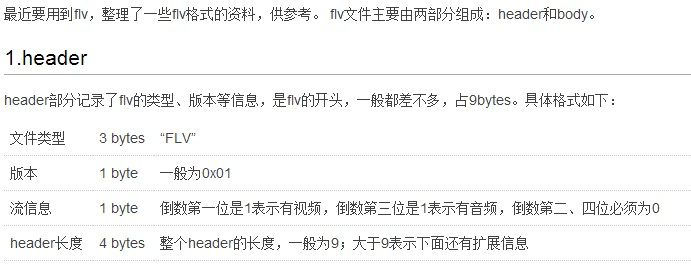 最近要用到flv，整理了一些flv格式的资料，供参考。 flv文件主要由两部分组成：header和body。
1.header
header部分记录了flv的类型、版本等信息，是flv的开头，一般都差不多，占9bytes。具体格式如下：
文件类型 3 bytes “FLV”
版本 1 byte 一般为0x01
流信息 1 byte 倒数第一位是1表示有视频，倒数第三位是1表示有音频，倒数第二、四位必须为0
header长度 4 bytes 整个header的长度，一般为9；大于9表示下面还有扩展信息